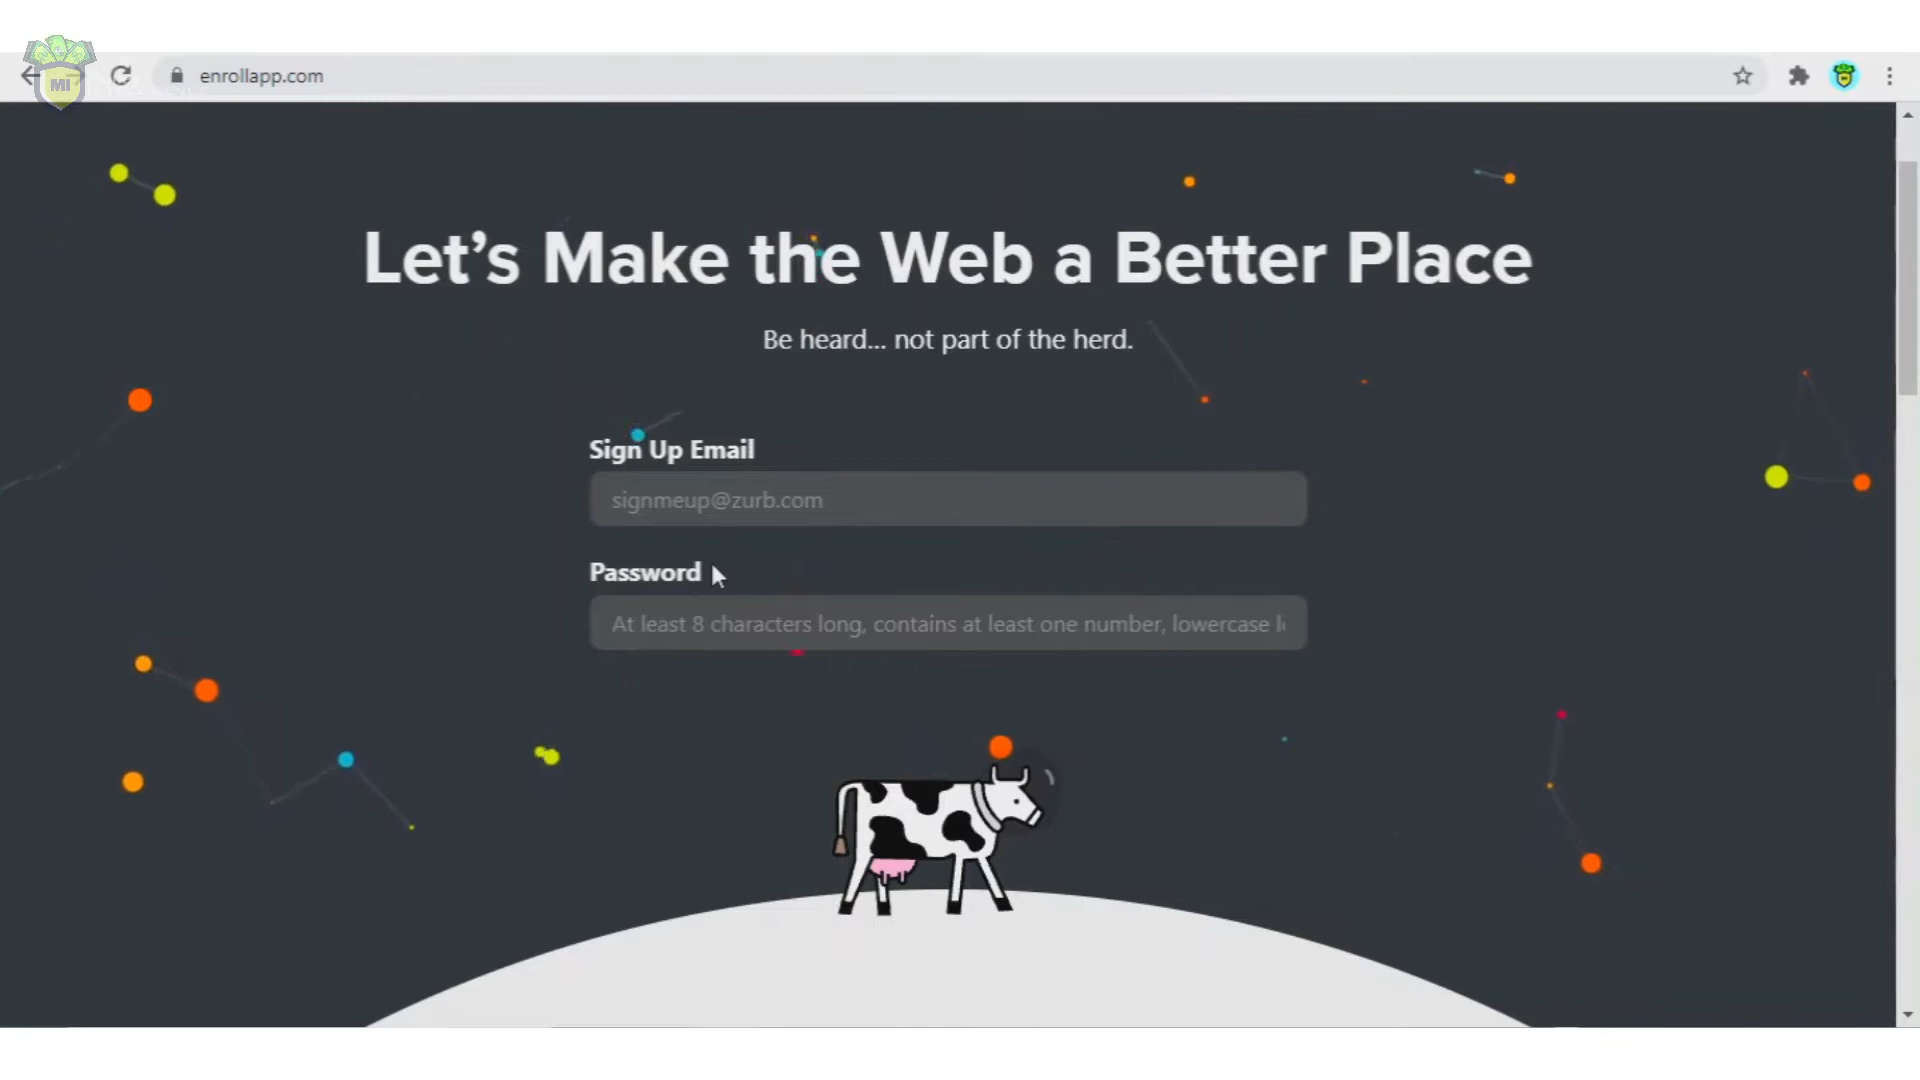 MI
enrollapp.com
Let’s Make the Web a Better Place
Be heard... not part of the herd.
Sign Up Email
signmeup@zurb.com
Password
At least 8 characters long, contains at least one number, lowercase l